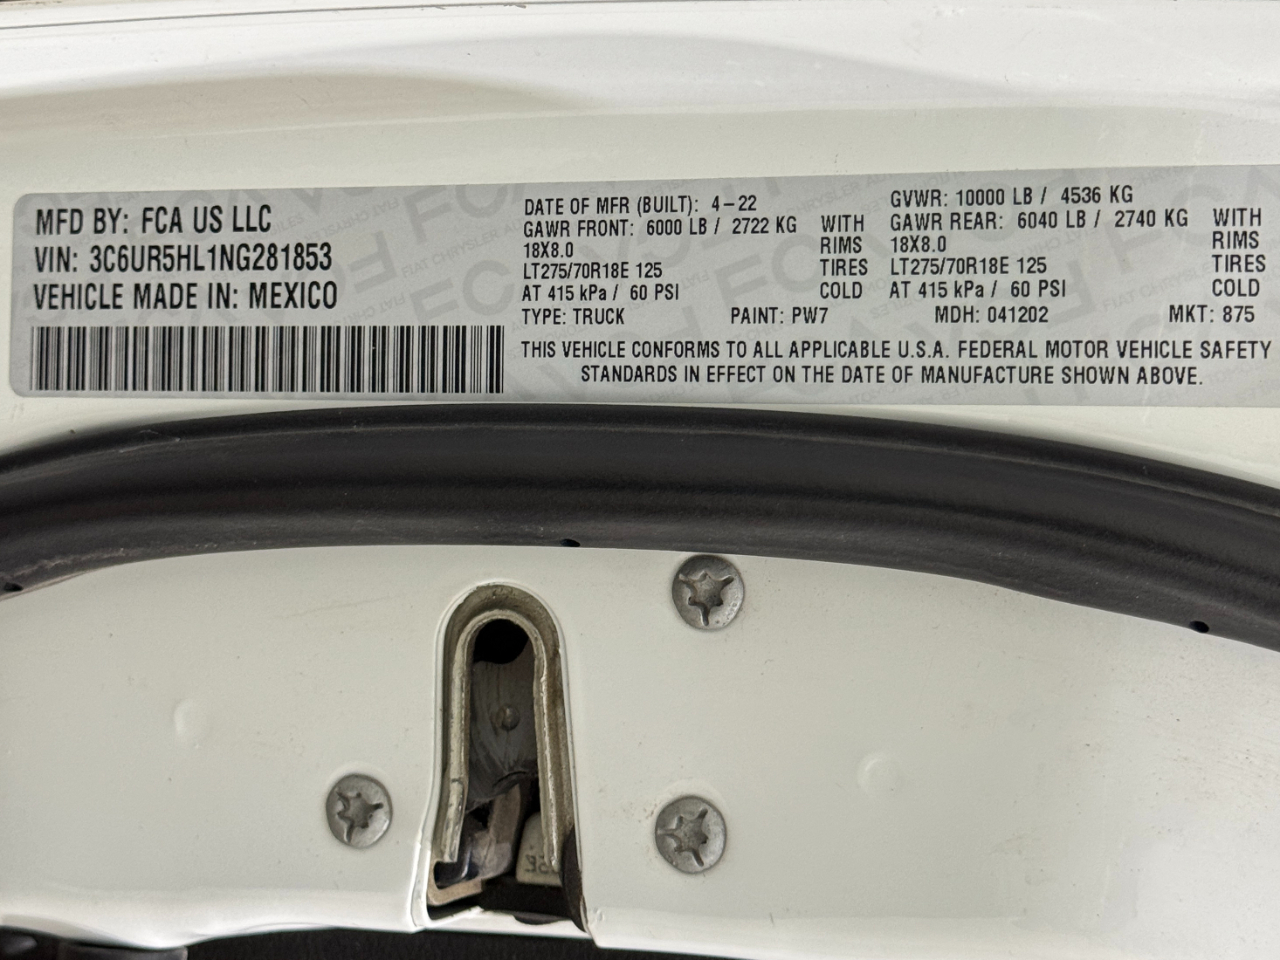 MFD BY: FCA US LLC
VIN: 3C6UR5HL1NG281853
VEHICLE MADE IN: MEXICO
DATE OF MFR (BUILT): 4-22
GAWR FRONT: 6000 LB / 2722 KG WITH
18X8.0 RIMS
LT275/70R18E 125 TIRES
AT 415 kPa / 60 PSI COLD
GVWR: 10000 LB / 4536 KG
GAWR REAR: 6040 LB / 2740 KG WITH
18X8.0 RIMS
LT275/70R18E 125 TIRES
AT 415 kPa / 60 PSI COLD
TYPE: TRUCK PAINT: PW7 MDH: 041202 MKT: 875
THIS VEHICLE CONFORMS TO ALL APPLICABLE U.S.A. FEDERAL MOTOR VEHICLE SAFETY
STANDARDS IN EFFECT ON THE DATE OF MANUFACTURE SHOWN ABOVE.